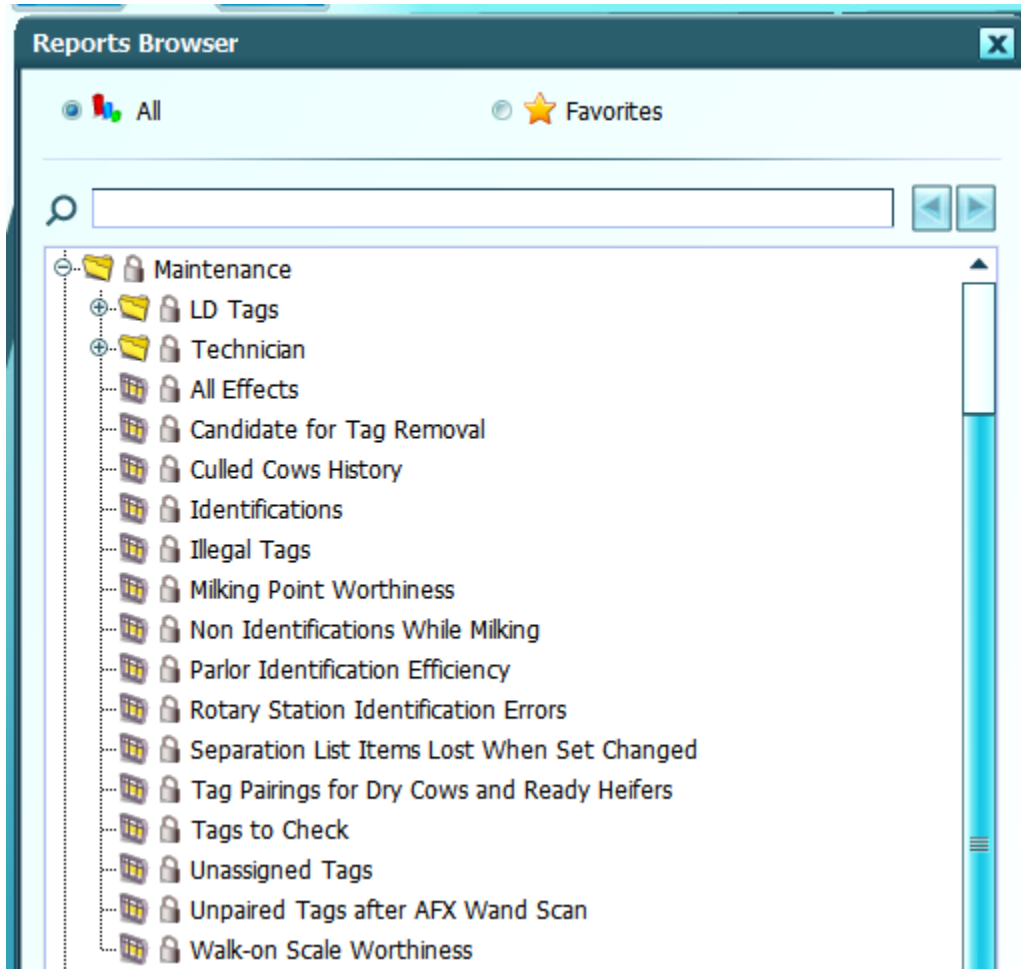 Reports Browser
All
Favorites
Maintenance
LD Tags
Technician
All Effects
Candidate for Tag Removal
Culled Cows History
Identifications
Illegal Tags
Milking Point Worthiness
Non Identifications While Milking
Parlor Identification Efficiency
Rotary Station Identification Errors
Separation List Items Lost When Set Changed
Tag Pairings for Dry Cows and Ready Heifers
Tags to Check
Unassigned Tags
Unpaired Tags after AFX Wand Scan
Walk-on Scale Worthiness